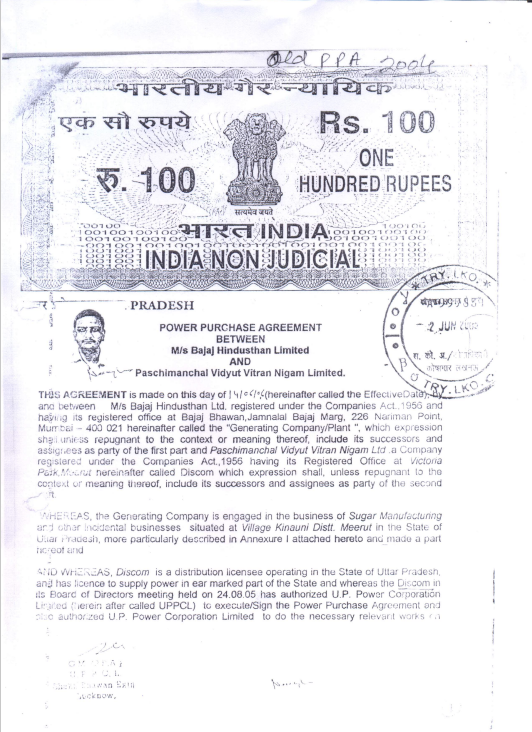 Old PPA 2004
भारतीय गैर न्यायिक
एक सौ रुपये
Rs. 100
रु. 100
ONE
HUNDRED RUPEES
सत्यमेव जयते
भारत INDIA
INDIA NON JUDICIAL
PRADESH
TRY. LKO.
2 JUN
TRY. LKO.
POWER PURCHASE AGREEMENT
BETWEEN
M/s Bajaj Hindusthan Limited
AND
Paschimanchal Vidyut Vitran Nigam Limited.
THIS AGREEMENT is made on this day of (hereinafter called the EffectiveDate), by
and between M/s Bajaj Hindusthan Ltd, registered under the Companies Act.,1956 and
having its registered office at Bajaj Bhawan,Jamnalal Bajaj Marg, 226 Nariman Point,
Mumbai – 400 021 hereinafter called the "Generating Company/Plant ", which expression
shall unless repugnant to the context or meaning thereof, include its successors and
assignees as party of the first part and Paschimanchal Vidyut Vitran Nigam Ltd .a Company
registered under the Companies Act.,1956 having its Registered Office at Victoria
Park,Meerut hereinafter called Discom which expression shall, unless repugnant to the
context or meaning thereof, include its successors and assignees as party of the second
WHEREAS, the Generating Company is engaged in the business of Sugar Manufacturing
and other incidental businesses situated at Village Kinauni Distt. Meerut in the State of
Uttar Pradesh, more particularly described in Annexure I attached hereto and made a part
hereof and
AND WHEREAS, Discom is a distribution licensee operating in the State of Uttar Pradesh,
and has licence to supply power in ear marked part of the State and whereas the Discom in
its Board of Directors meeting held on 24.08.05 has authorized U.P. Power Corporation
Limited (herein after called UPPCL) to execute/Sign the Power Purchase Agreement and
also authorized U.P. Power Corporation Limited to do the necessary relevant works on
Lucknow.